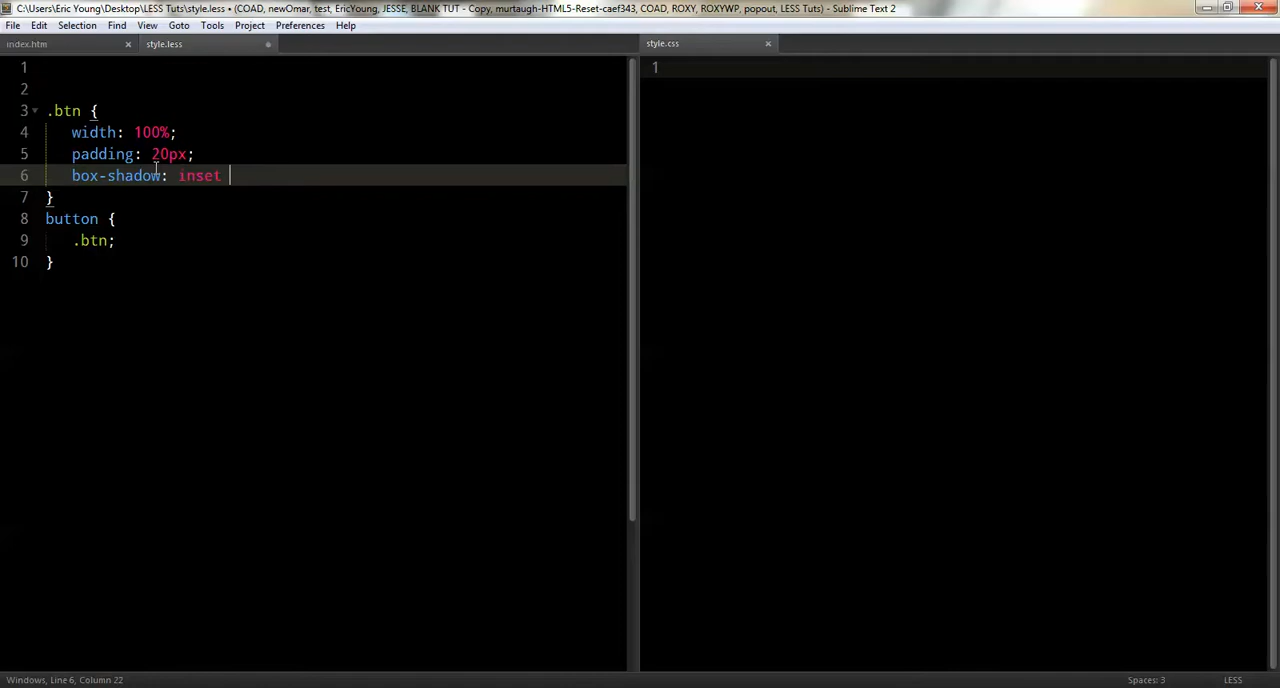 C:\Users\Eric Young\Desktop\LESS Tuts\style.less • (COAD, newOmar, test, EricYoung, JESSE, BLANK TUT - Copy, murtaugh-HTML5-Reset-caef343, COAD, ROXY, ROXYWP, popout, LESS Tuts) - Sublime Text 2
File Edit Selection Find View Goto Tools Project Preferences Help
index.htm × style.less style.css ×
1
2
3 .btn {
4 width: 100%;
5 padding: 20px;
6 box-shadow: inset
7 }
8 button {
9 .btn;
10 }
1
Windows, Line 6, Column 22 Spaces: 3 LESS